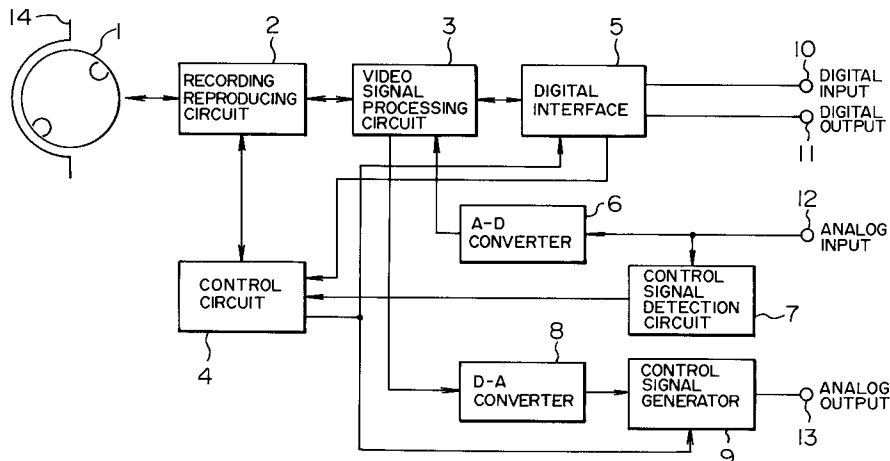 14
1
2
RECORDING
REPRODUCING
CIRCUIT
3
VIDEO
SIGNAL
PROCESSING
CIRCUIT
5
DIGITAL
INTERFACE
10
DIGITAL
INPUT
DIGITAL
OUTPUT
11
6
A-D
CONVERTER
12
ANALOG
INPUT
CONTROL
CIRCUIT
4
CONTROL
SIGNAL
DETECTION
CIRCUIT
7
8
D-A
CONVERTER
CONTROL
SIGNAL
GENERATOR
9
ANALOG
OUTPUT
13